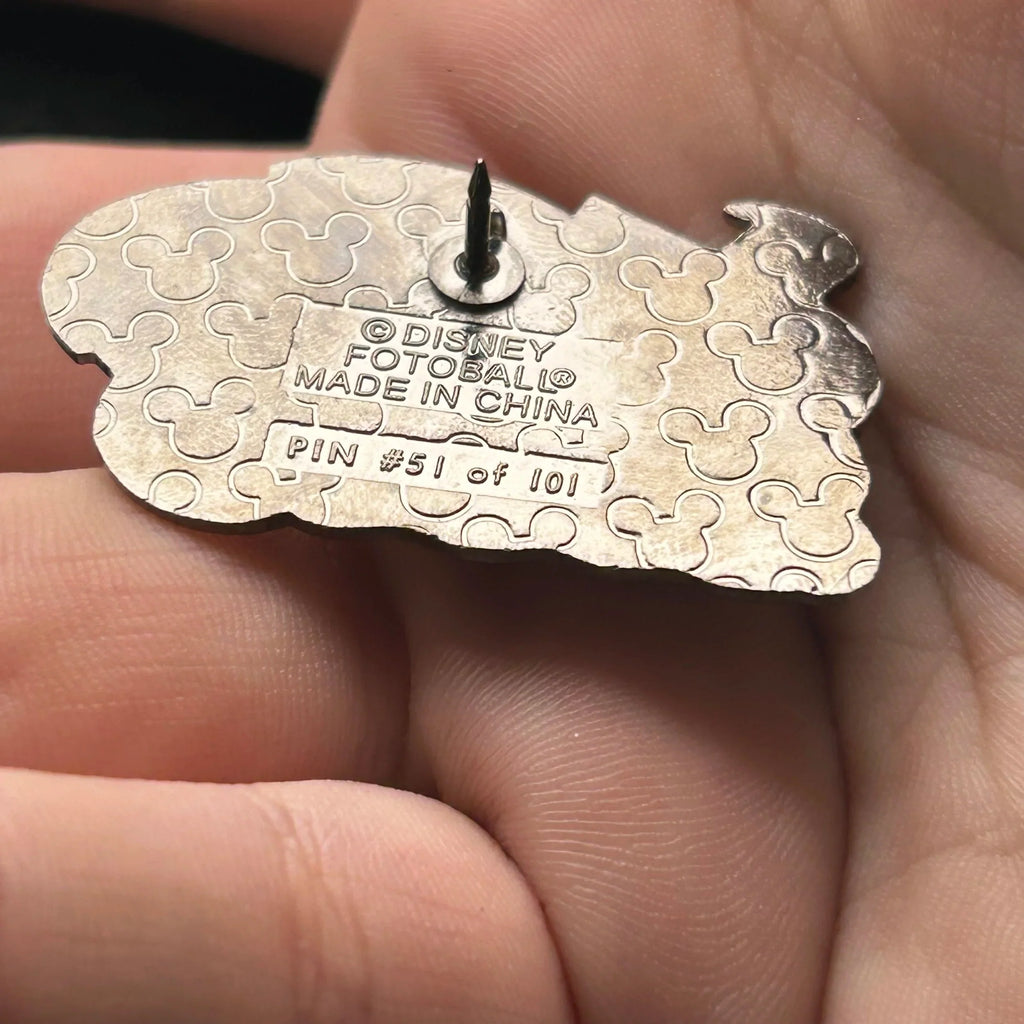 © DISNEY
FOTOBALL®
MADE IN CHINA
PIN #51 of 101